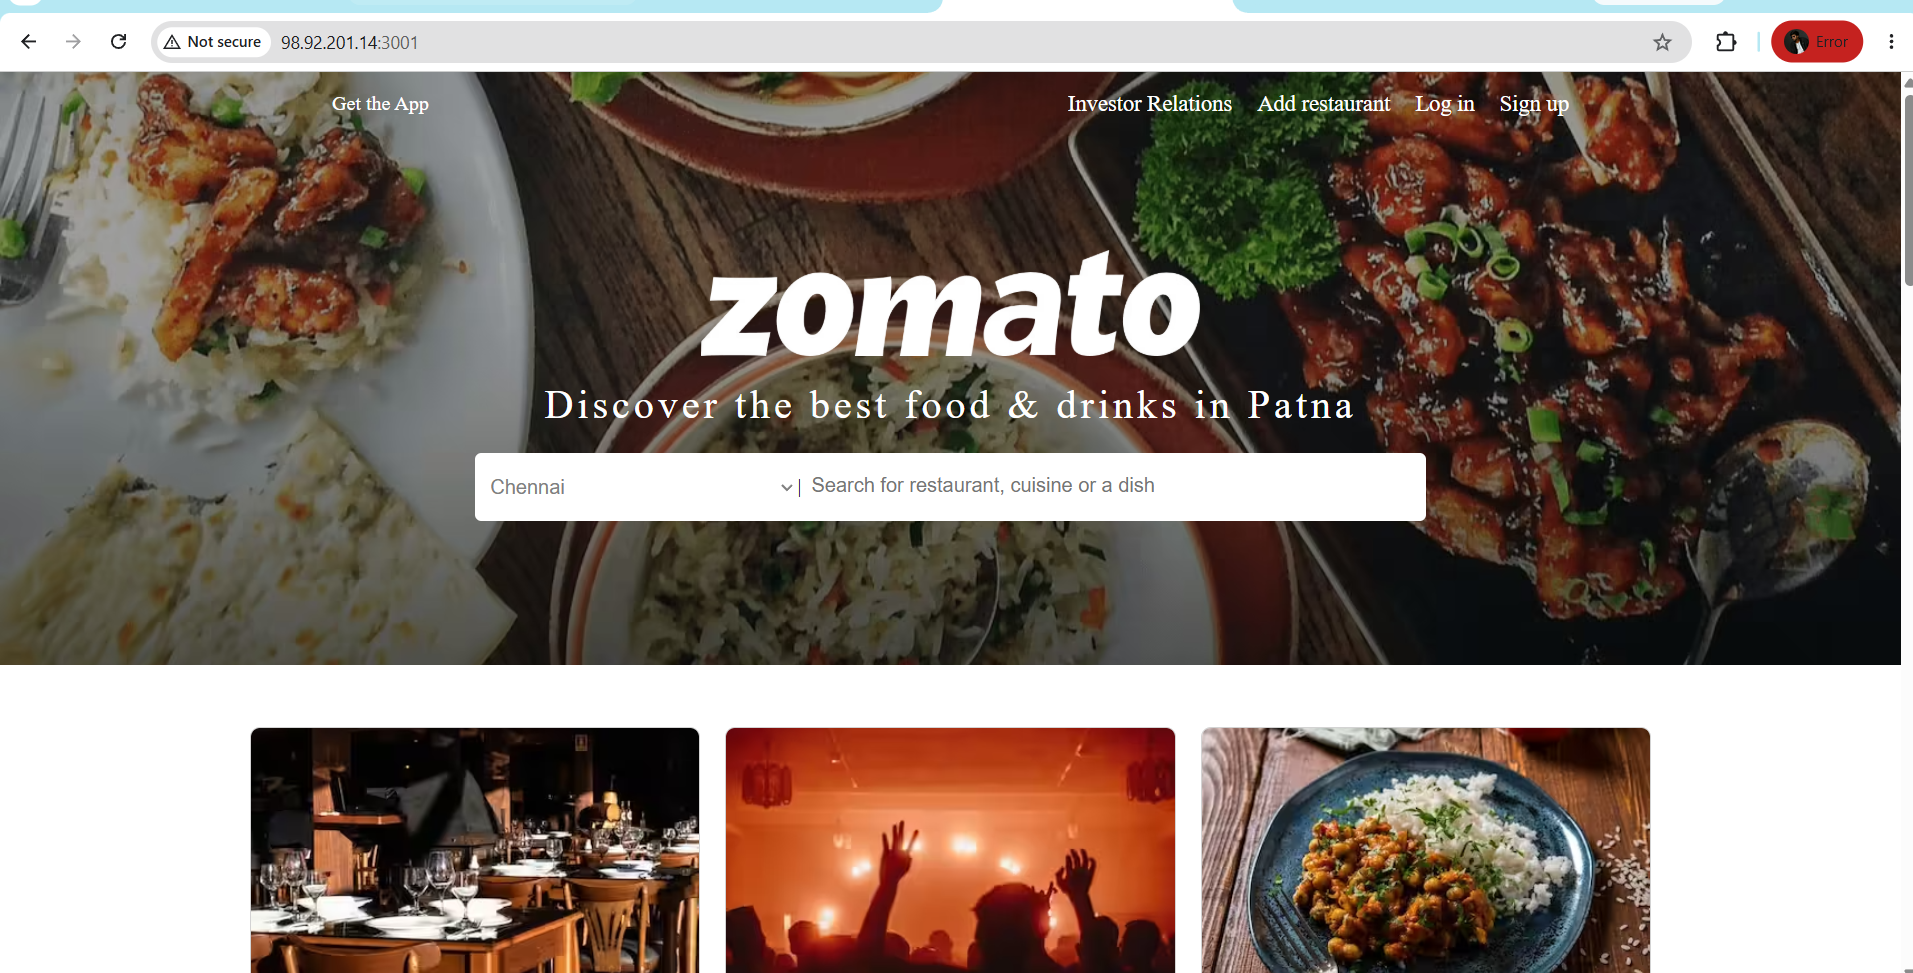 Not secure 98.92.201.14:3001 Error
Get the App Investor Relations Add restaurant Log in Sign up
zomato
Discover the best food & drinks in Patna
Chennai | Search for restaurant, cuisine or a dish